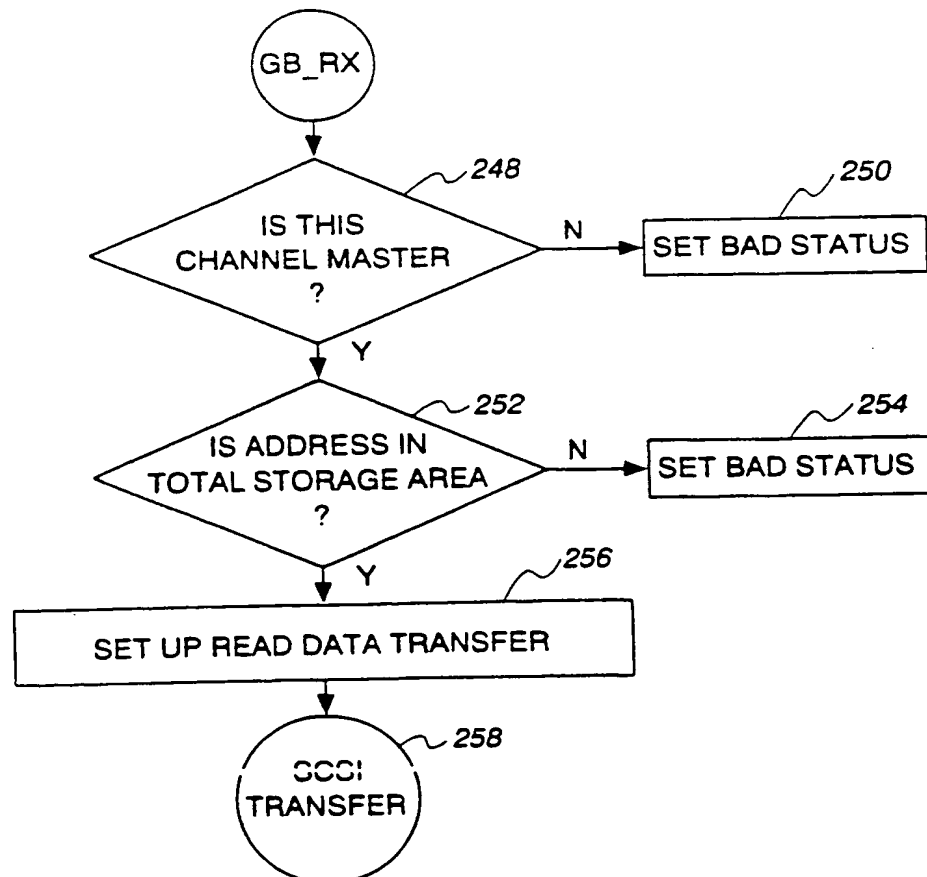 GB_RX
248
IS THIS
CHANNEL MASTER
?
N
250
SET BAD STATUS
Y
252
IS ADDRESS IN
TOTAL STORAGE AREA
?
N
254
SET BAD STATUS
Y
256
SET UP READ DATA TRANSFER
258
SCSI
TRANSFER